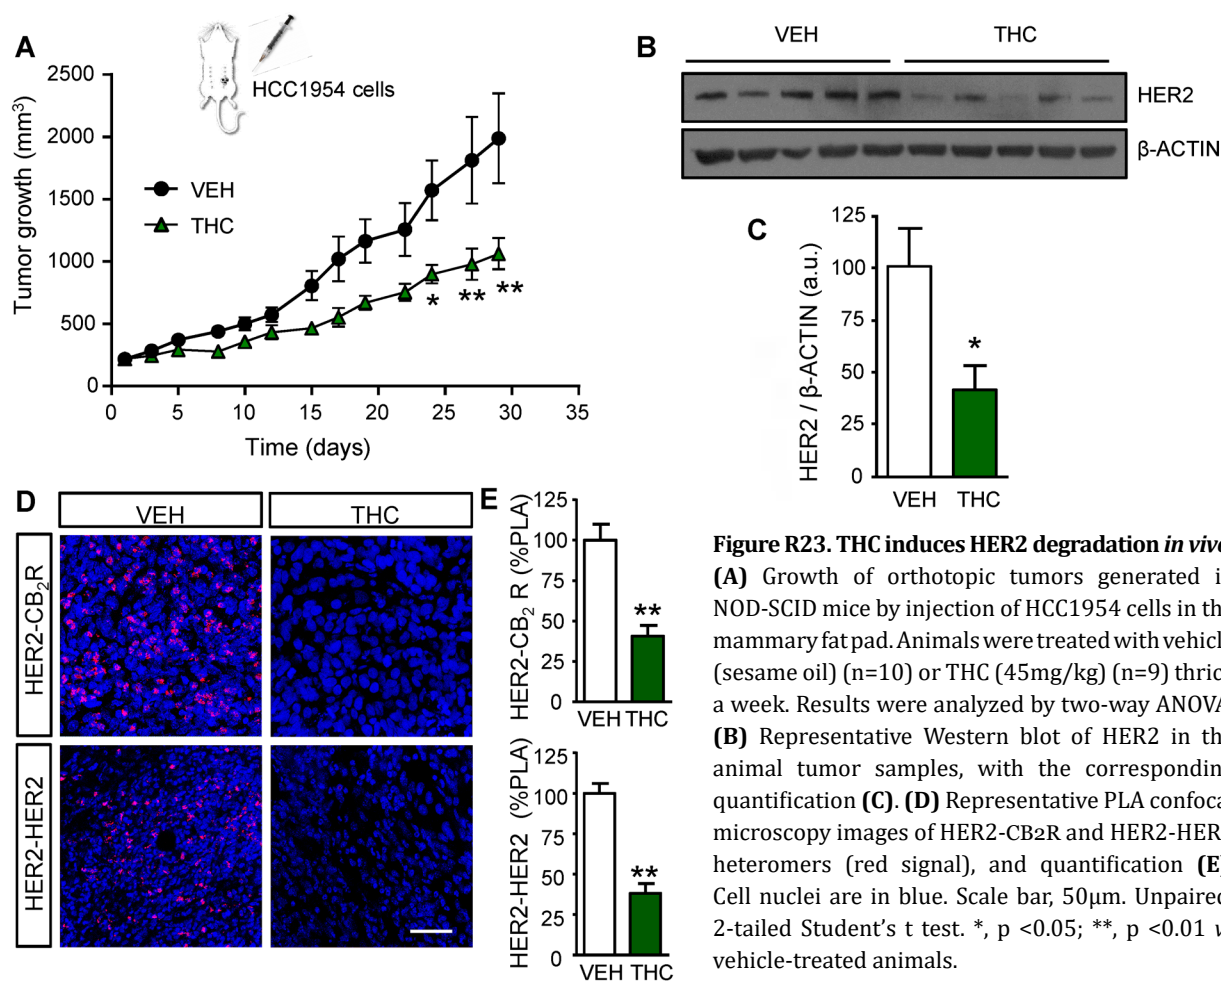 A
HCC1954 cells
Tumor growth (mm³)
2500
2000
1500
1000
500
0
VEH
THC
*
**
**
0 5 10 15 20 25 30 35
Time (days)
B
VEH THC
HER2
β-ACTIN
C
HER2 / β-ACTIN (a.u.)
125
100
75
50
25
0
*
VEH THC
D
VEH THC
HER2-CB₂R
HER2-HER2
E
HER2-CB₂ R (%PLA)
125
100
75
50
25
0
**
VEH THC
HER2-HER2 (%PLA)
100
75
50
25
0
**
VEH THC
Figure R23. THC induces HER2 degradation in vivo
(A) Growth of orthotopic tumors generated i
NOD-SCID mice by injection of HCC1954 cells in th
mammary fat pad. Animals were treated with vehicl
(sesame oil) (n=10) or THC (45mg/kg) (n=9) thric
a week. Results were analyzed by two-way ANOVA
(B) Representative Western blot of HER2 in th
animal tumor samples, with the correspondin
quantification (C). (D) Representative PLA confoca
microscopy images of HER2-CB2R and HER2-HER
heteromers (red signal), and quantification (E)
Cell nuclei are in blue. Scale bar, 50μm. Unpaired
2-tailed Student's t test. *, p <0.05; **, p <0.01 v
vehicle-treated animals.